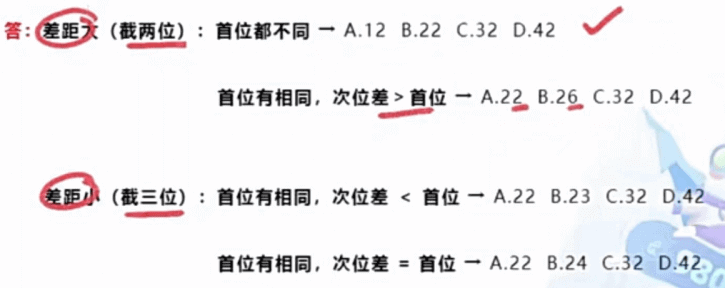 答：差距大（截两位）：首位都不同 → A.12 B.22 C.32 D.42
首位有相同，次位差 > 首位 → A.22 B.26 C.32 D.42
差距小（截三位）：首位有相同，次位差 < 首位 → A.22 B.23 C.32 D.42
首位有相同，次位差 = 首位 → A.22 B.24 C.32 D.42